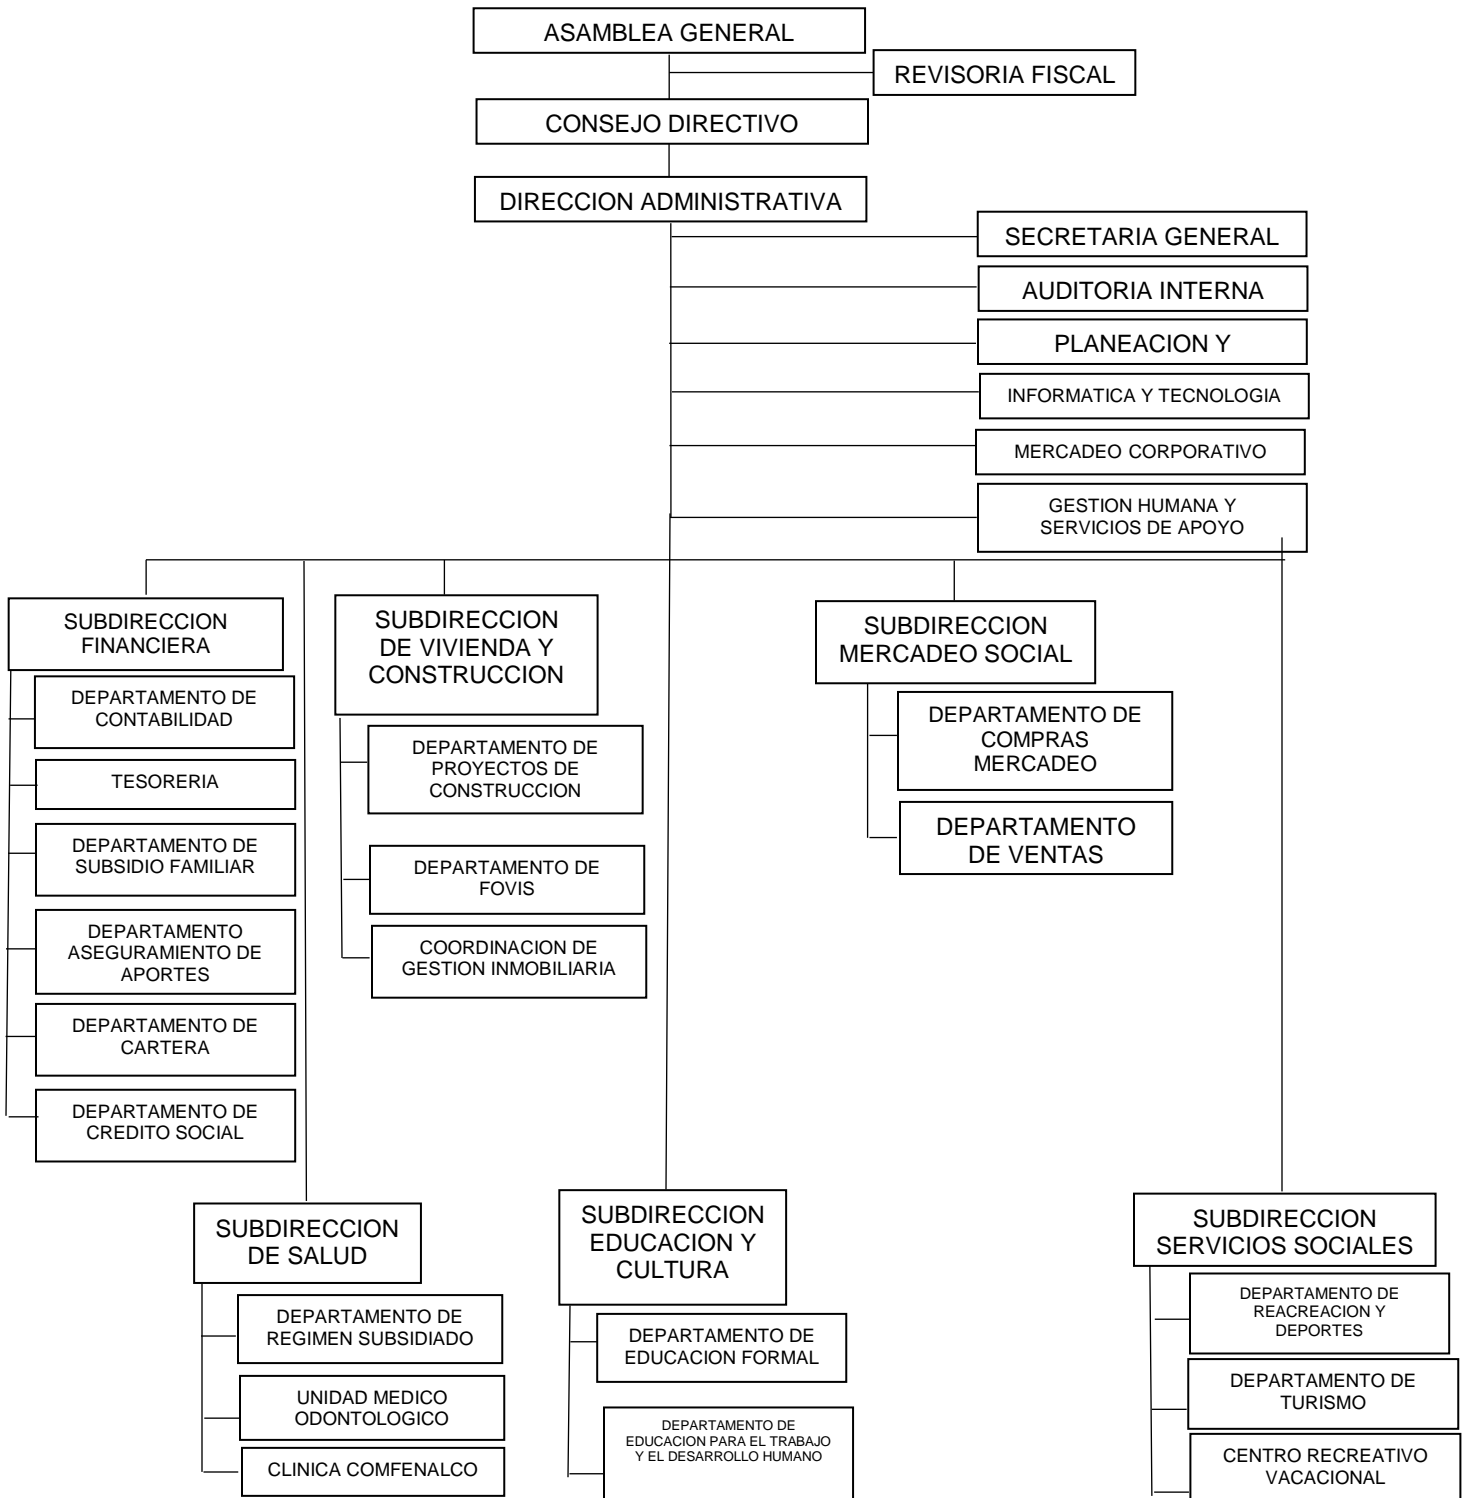 ASAMBLEA GENERAL
REVISORIA FISCAL
CONSEJO DIRECTIVO
DIRECCION ADMINISTRATIVA
SECRETARIA GENERAL
AUDITORIA INTERNA
PLANEACION Y
INFORMATICA Y TECNOLOGIA
MERCADEO CORPORATIVO
GESTION HUMANA Y
SERVICIOS DE APOYO
SUBDIRECCION
FINANCIERA
DEPARTAMENTO DE
CONTABILIDAD
TESORERIA
DEPARTAMENTO DE
SUBSIDIO FAMILIAR
DEPARTAMENTO
ASEGURAMIENTO DE
APORTES
DEPARTAMENTO DE
CARTERA
DEPARTAMENTO DE
CREDITO SOCIAL
SUBDIRECCION
DE VIVIENDA Y
CONSTRUCCION
DEPARTAMENTO DE
PROYECTOS DE
CONSTRUCCION
DEPARTAMENTO DE
FOVIS
COORDINACION DE
GESTION INMOBILIARIA
SUBDIRECCION
MERCADEO SOCIAL
DEPARTAMENTO DE
COMPRAS
MERCADEO
DEPARTAMENTO
DE VENTAS
SUBDIRECCION
DE SALUD
DEPARTAMENTO DE
REGIMEN SUBSIDIADO
UNIDAD MEDICO
ODONTOLOGICO
CLINICA COMFENALCO
SUBDIRECCION
EDUCACION Y
CULTURA
DEPARTAMENTO DE
EDUCACION FORMAL
DEPARTAMENTO DE
EDUCACION PARA EL TRABAJO
Y EL DESARROLLO HUMANO
SUBDIRECCION
SERVICIOS SOCIALES
DEPARTAMENTO DE
REACREACION Y
DEPORTES
DEPARTAMENTO DE
TURISMO
CENTRO RECREATIVO
VACACIONAL